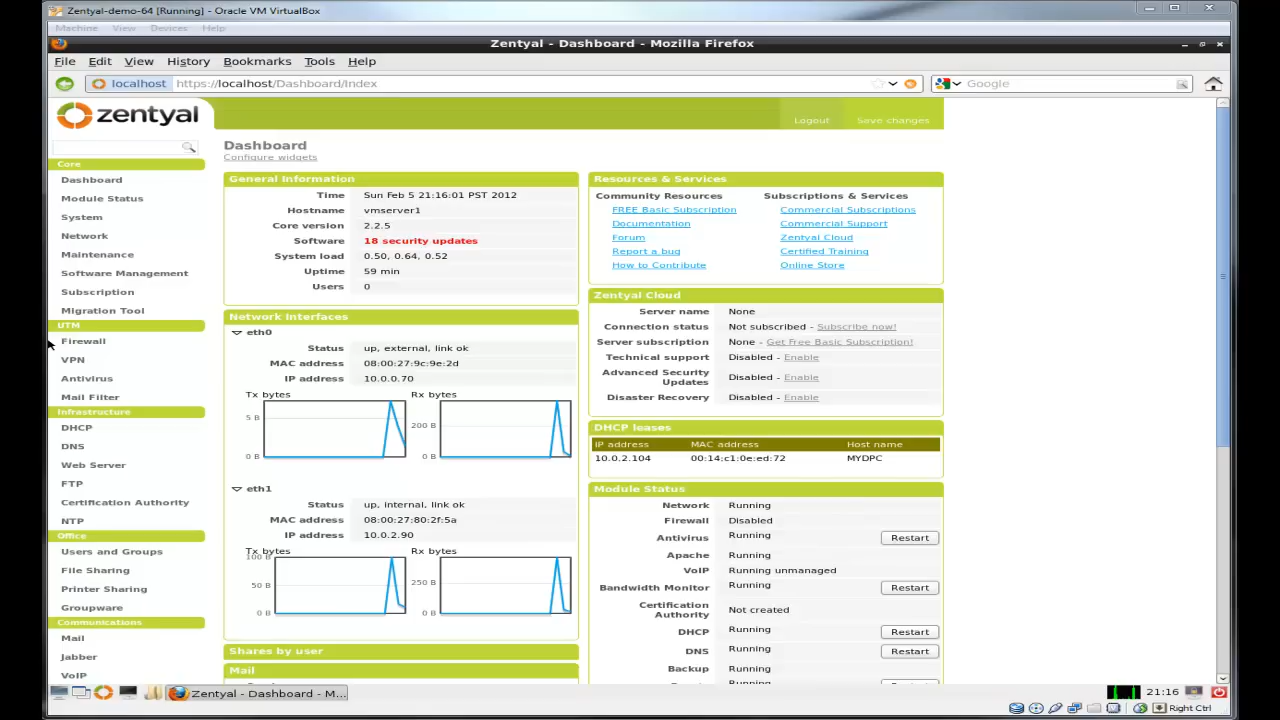 Zentyal-demo-64 [Running] - Oracle VM VirtualBox
Machine View Devices Help
Zentyal - Dashboard - Mozilla Firefox
File Edit View History Bookmarks Tools Help
localhost https://localhost/Dashboard/Index Google
zentyal
Logout Save changes
Core
Dashboard
Module Status
System
Network
Maintenance
Software Management
Subscription
Migration Tool
UTM
Firewall
VPN
Antivirus
Mail Filter
Infrastructure
DHCP
DNS
Web Server
FTP
Certification Authority
NTP
Office
Users and Groups
File Sharing
Printer Sharing
Groupware
Communications
Mail
Jabber
VoIP
Dashboard
Configure widgets
General Information
Time Sun Feb 5 21:16:01 PST 2012
Hostname vmserver1
Core version 2.2.5
Software 18 security updates
System load 0.50, 0.64, 0.52
Uptime 59 min
Users 0
Network Interfaces
eth0
Status up, external, link ok
MAC address 08:00:27:9c:9e:2d
IP address 10.0.0.70
Tx bytes Rx bytes
5 B 200 B
0 B 0 B
eth1
Status up, internal, link ok
MAC address 08:00:27:80:2f:5a
IP address 10.0.2.90
Tx bytes Rx bytes
100 B
50 B 250 B
0 B 0 B
Shares by user
Mail
Resources & Services
Community Resources Subscriptions & Services
FREE Basic Subscription Commercial Subscriptions
Documentation Commercial Support
Forum Zentyal Cloud
Report a bug Certified Training
How to Contribute Online Store
Zentyal Cloud
Server name None
Connection status Not subscribed - Subscribe now!
Server subscription None - Get Free Basic Subscription!
Technical support Disabled - Enable
Advanced Security
Updates Disabled - Enable
Disaster Recovery Disabled - Enable
DHCP leases
IP address MAC address Host name
10.0.2.104 00:14:c1:0e:ed:72 MYDPC
Module Status
Network Running
Firewall Disabled
Antivirus Running Restart
Apache Running
VoIP Running unmanaged
Bandwidth Monitor Running Restart
Certification
Authority Not created
DHCP Running Restart
DNS Running Restart
Backup Running
Zentyal - Dashboard - M... 21:16
Right Ctrl